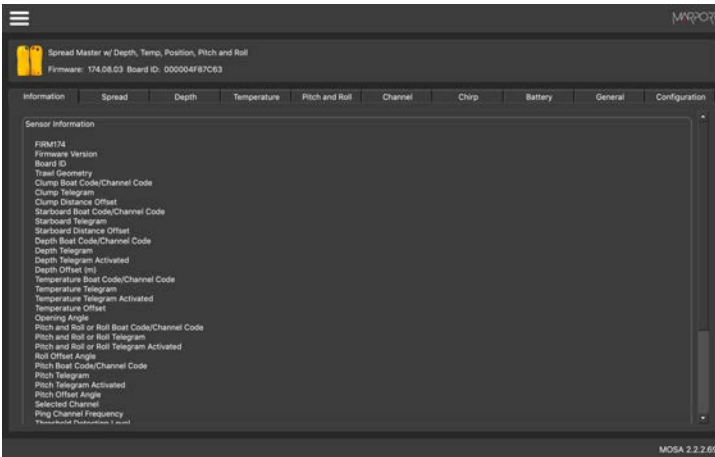 MARPOR
Spread Master w/ Depth, Temp, Position, Pitch and Roll
Firmware: 174.08.03 Board ID: 000004F87C63
Information Spread Depth Temperature Pitch and Roll Channel Chirp Battery General Configuration
Sensor Information
FIRM174
Firmware Version
Board ID
Trawl Geometry
Clump Boat Code/Channel Code
Clump Telegram
Clump Distance Offset
Starboard Boat Code/Channel Code
Starboard Telegram
Starboard Distance Offset
Depth Boat Code/Channel Code
Depth Telegram
Depth Telegram Activated
Depth Offset (m)
Temperature Boat Code/Channel Code
Temperature Telegram
Temperature Telegram Activated
Temperature Offset
Opening Angle
Pitch and Roll or Roll Boat Code/Channel Code
Pitch and Roll or Roll Telegram
Pitch and Roll or Roll Telegram Activated
Roll Offset Angle
Pitch Boat Code/Channel Code
Pitch Telegram
Pitch Telegram Activated
Pitch Offset Angle
Selected Channel
Ping Channel Frequency
Threshold Detection Level
MOSA 2.2.2.69